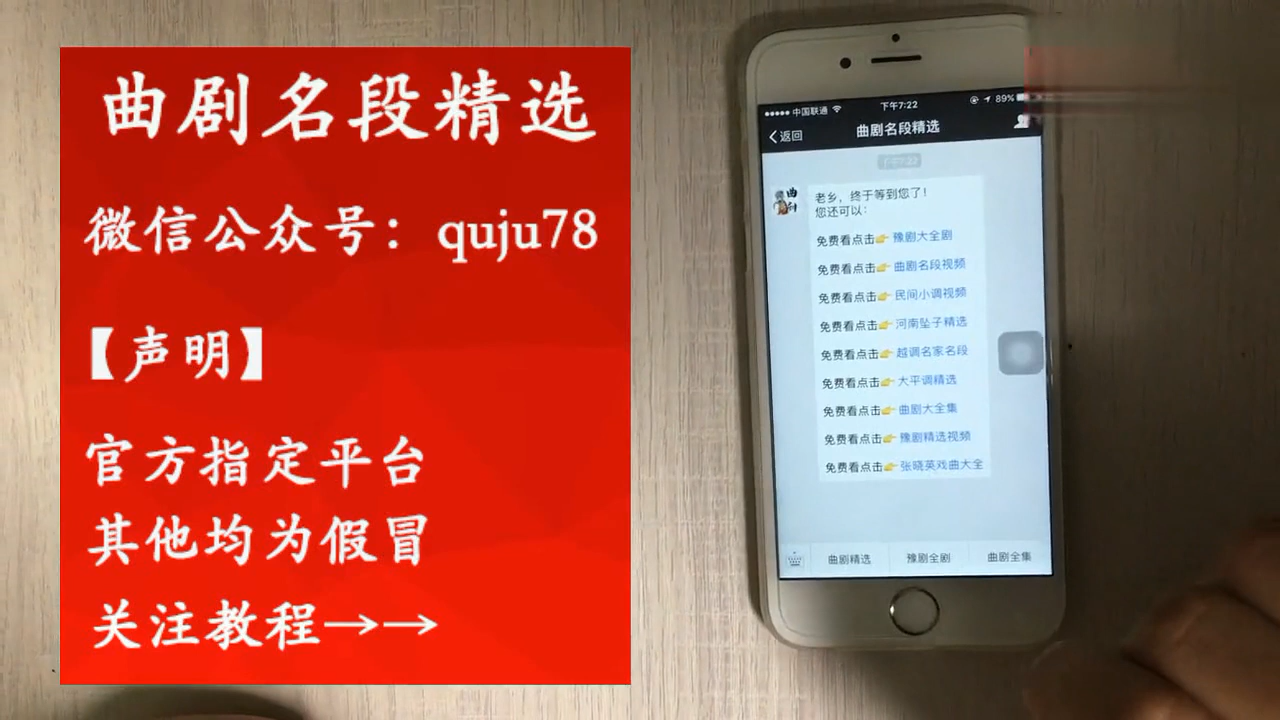 曲剧名段精选
微信公众号：quju78
【声明】
官方指定平台
其他均为假冒
关注教程→→
中国联通
下午7:22
89%
返回
曲剧名段精选
下午7:22
老乡，终于等到您了！
您还可以：
免费看点击👉豫剧大全剧
免费看点击👉曲剧名段视频
免费看点击👉民间小调视频
免费看点击👉河南坠子精选
免费看点击👉越调名家名段
免费看点击👉大平调精选
免费看点击👉曲剧大全集
免费看点击👉豫剧精选视频
免费看点击👉张晓英戏曲大全
曲剧精选
豫剧全剧
曲剧全集